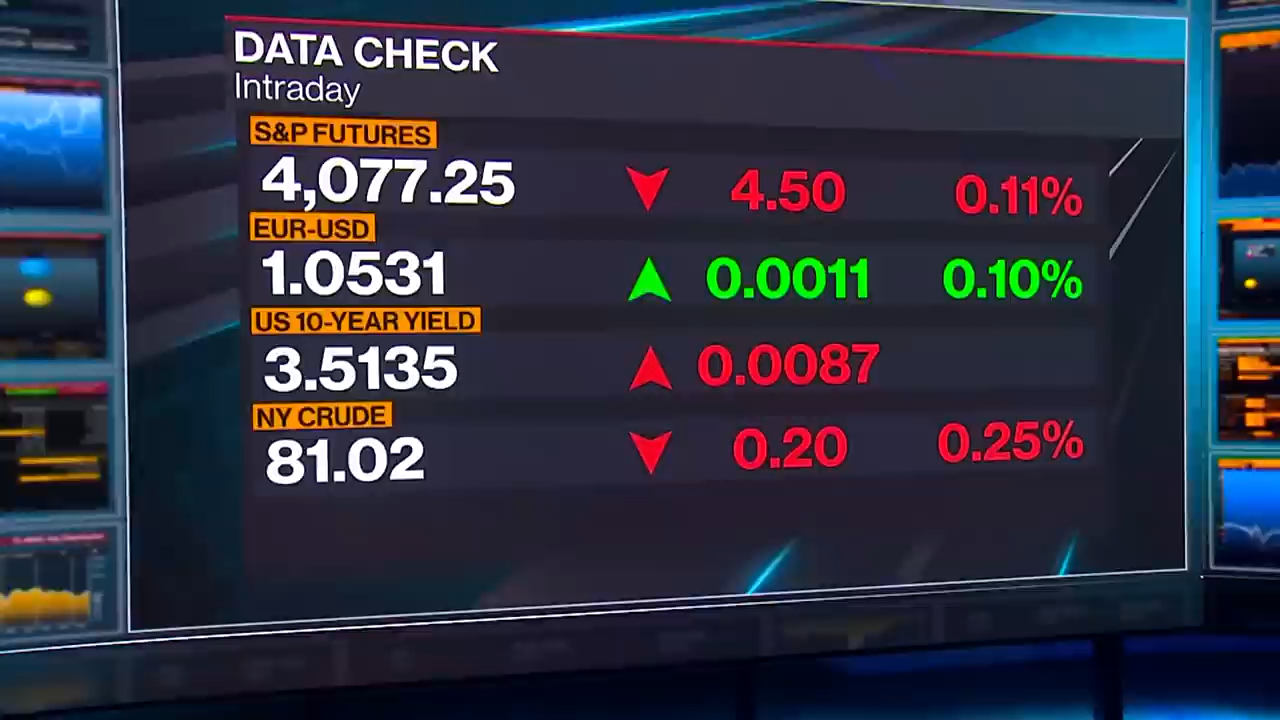 DATA CHECK
Intraday
S&P FUTURES
4,077.25 4.50 0.11%
EUR-USD
1.0531 0.0011 0.10%
US 10-YEAR YIELD
3.5135 0.0087
NY CRUDE
81.02 0.20 0.25%